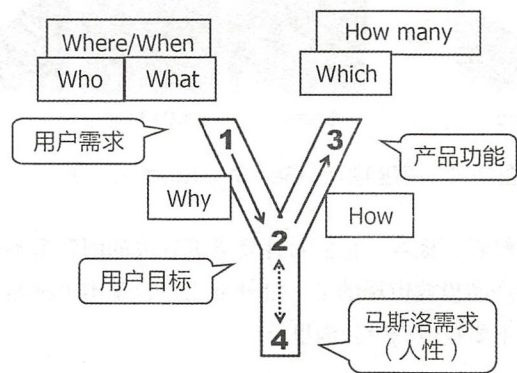 Where/When
How many
Who
What
Which
用户需求
1
3
产品功能
Why
How
2
用户目标
4
马斯洛需求
（人性）